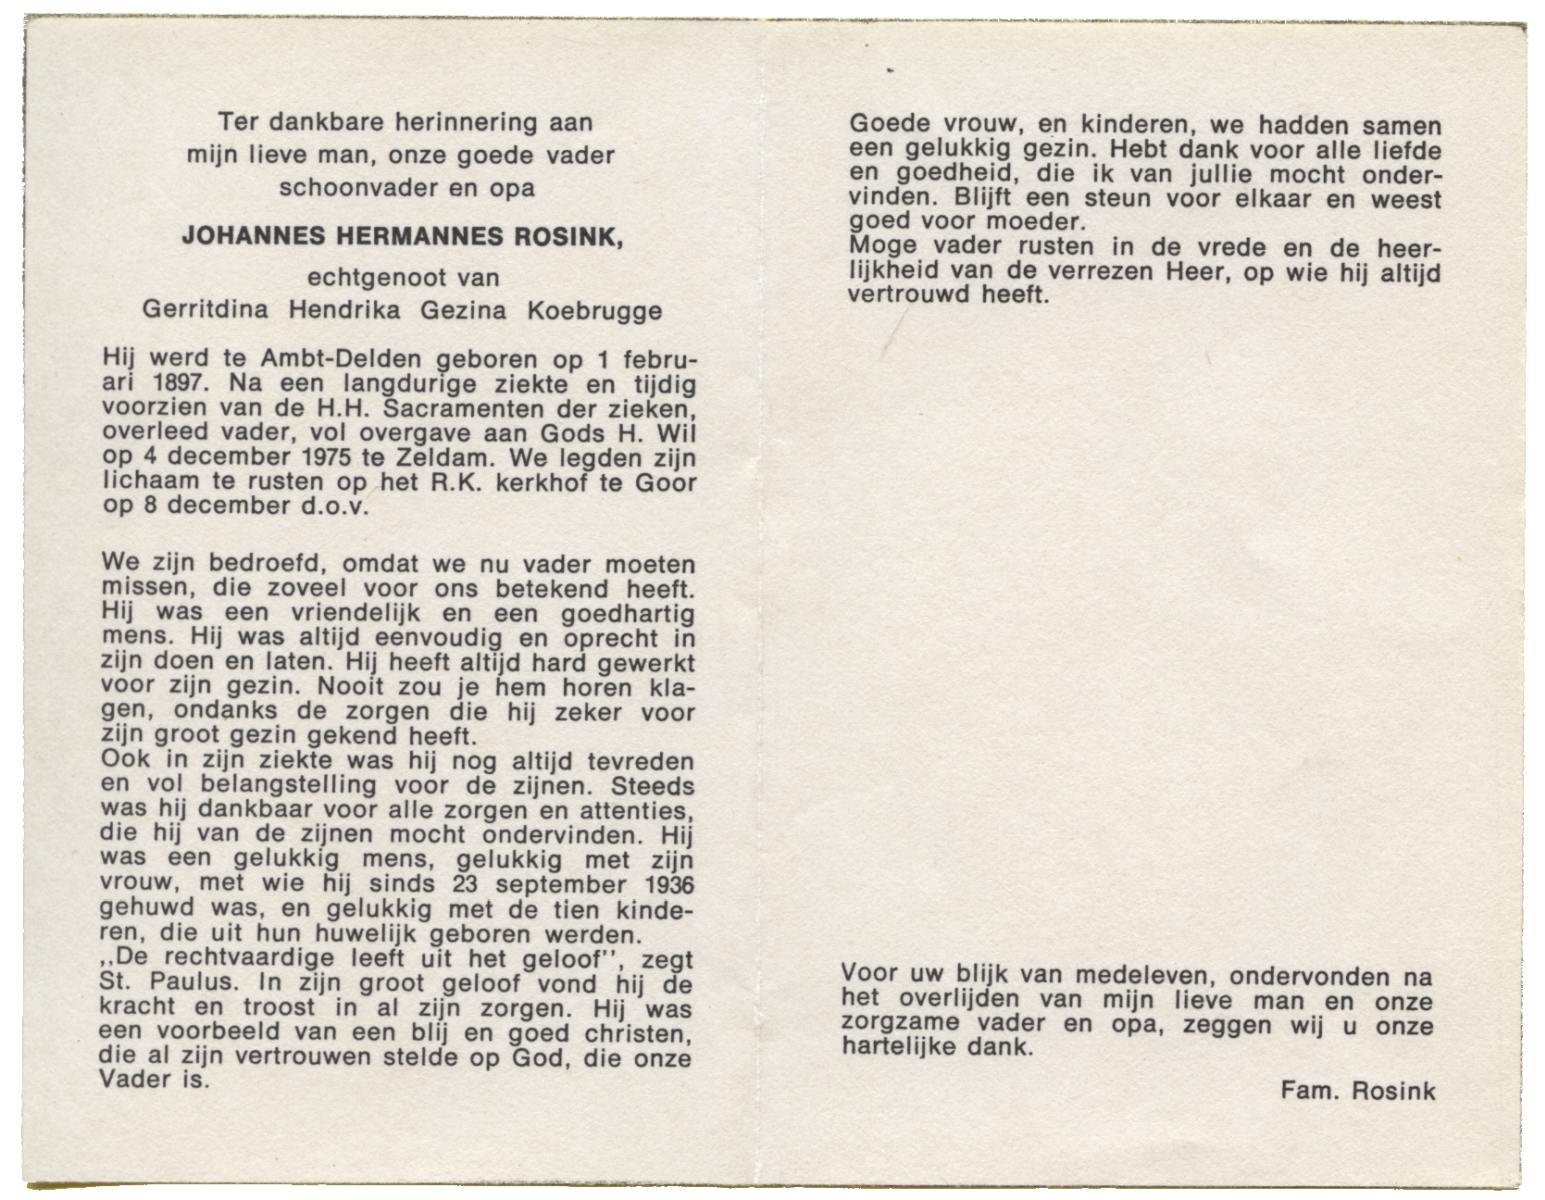 Ter dankbare herinnering aan
mijn lieve man, onze goede vader
schoonvader en opa
JOHANNES HERMANNES ROSINK,
echtgenoot van
Gerritdina Hendrika Gezina Koebrugge
Hij werd te Ambt-Delden geboren op 1 febru-
ari 1897. Na een langdurige ziekte en tijdig
voorzien van de H.H. Sacramenten der zieken,
overleed vader, vol overgave aan Gods H. Wil
op 4 december 1975 te Zeldam. We legden zijn
lichaam te rusten op het R.K. kerkhof te Goor
op 8 december d.o.v.
We zijn bedroefd, omdat we nu vader moeten
missen, die zoveel voor ons betekend heeft.
Hij was een vriendelijk en een goedhartig
mens. Hij was altijd eenvoudig en oprecht in
zijn doen en laten. Hij heeft altijd hard gewerkt
voor zijn gezin. Nooit zou je hem horen kla-
gen, ondanks de zorgen die hij zeker voor
zijn groot gezin gekend heeft.
Ook in zijn ziekte was hij nog altijd tevreden
en vol belangstelling voor de zijnen. Steeds
was hij dankbaar voor alle zorgen en attenties,
die hij van de zijnen mocht ondervinden. Hij
was een gelukkig mens, gelukkig met zijn
vrouw, met wie hij sinds 23 september 1936
gehuwd was, en gelukkig met de tien kinde-
ren, die uit hun huwelijk geboren werden.
,,De rechtvaardige leeft uit het geloof'', zegt
St. Paulus. In zijn groot geloof vond hij de
kracht en troost in al zijn zorgen. Hij was
een voorbeeld van een blij en goed christen,
die al zijn vertrouwen stelde op God, die onze
Vader is.
Goede vrouw, en kinderen, we hadden samen
een gelukkig gezin. Hebt dank voor alle liefde
en goedheid, die ik van jullie mocht onder-
vinden. Blijft een steun voor elkaar en weest
goed voor moeder.
Moge vader rusten in de vrede en de heer-
lijkheid van de verrezen Heer, op wie hij altijd
vertrouwd heeft.
Voor uw blijk van medeleven, ondervonden na
het overlijden van mijn lieve man en onze
zorgzame vader en opa, zeggen wij u onze
hartelijke dank.
Fam. Rosink